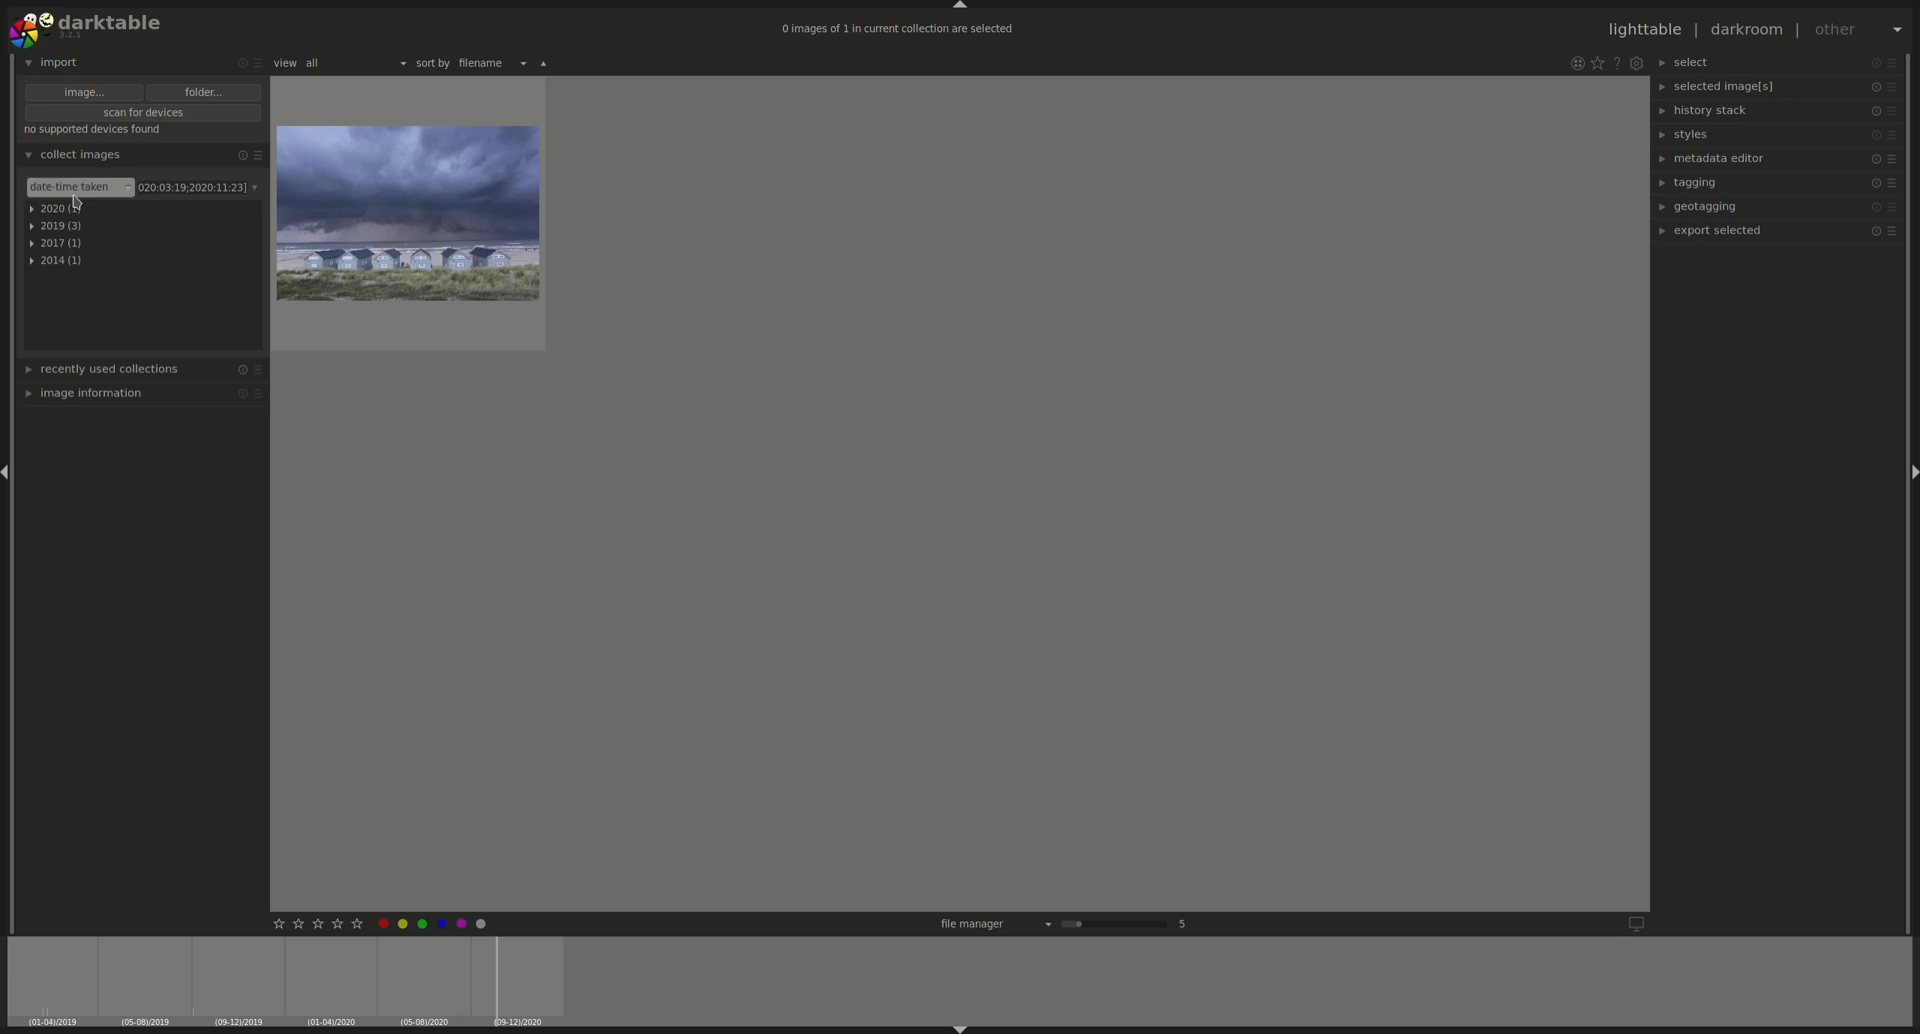 darktable
3.2.1
0 images of 1 in current collection are selected
lighttable | darkroom | other
import
image... folder...
scan for devices
no supported devices found
collect images
date-time taken 020:03:19;2020:11:23]
2020 (1)
2019 (3)
2017 (1)
2014 (1)
recently used collections
image information
view all sort by filename
select
selected image[s]
history stack
styles
metadata editor
tagging
geotagging
export selected
file manager 5
(01-04)/2019 (05-08)/2019 (09-12)/2019 (01-04)/2020 (05-08)/2020 (09-12)/2020